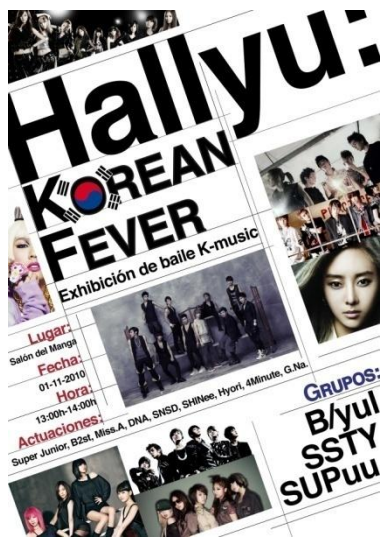 Hallyu:
KOREAN
FEVER
Exhibición de baile K-music
Lugar:
Salón del Manga
Fecha:
01-11-2010
Hora:
13:00h-14:00h
Actuaciones:
Super Junior, B2st, Miss.A, DNA, SNSD, SHINee, Hyori, 4Minute, G.Na.
GRUPOS:
B/yul
SSTY
SUPuu